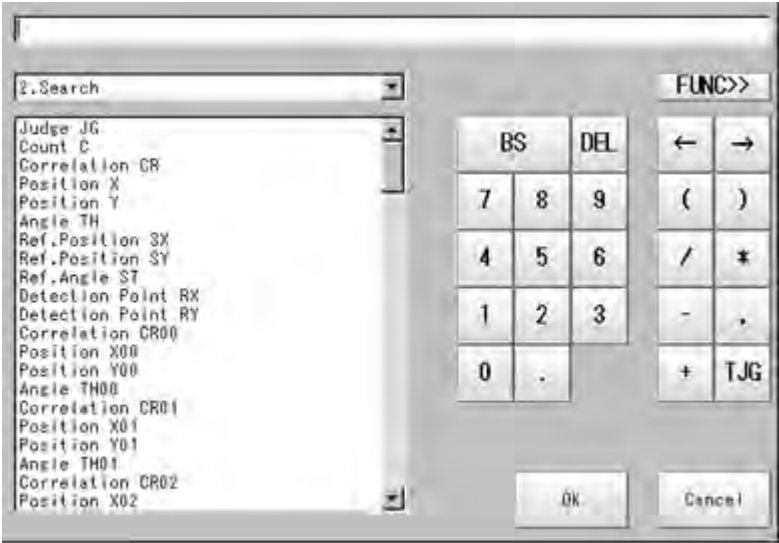 2.Search
FUNC>>
Judge JG
Count C
Correlation CR
Position X
Position Y
Angle TH
Ref.Position SX
Ref.Position SY
Ref.Angle ST
Detection Point RX
Detection Point RY
Correlation CR00
Position X00
Position Y00
Angle TH00
Correlation CR01
Position X01
Position Y01
Angle TH01
Correlation CR02
Position X02
BS DEL ← →
7 8 9 ( )
4 5 6 / *
1 2 3 - ,
0 . + TJG
OK Cancel